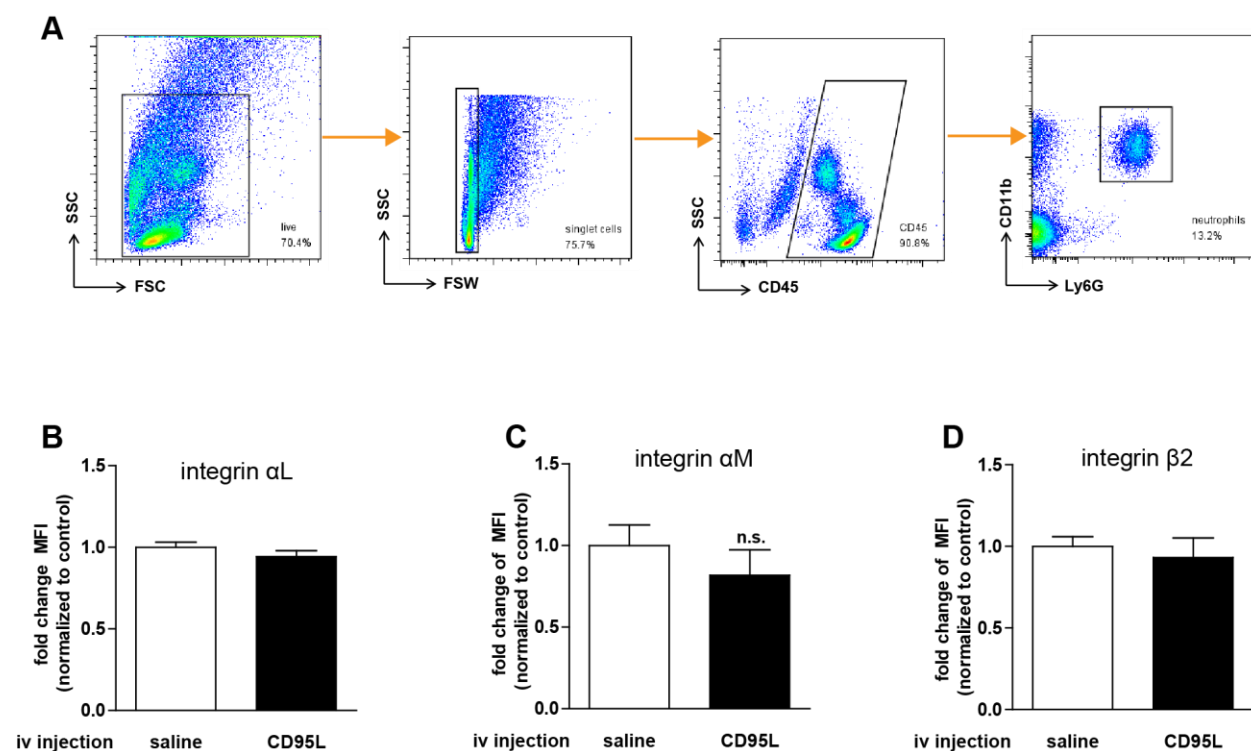 A
SSC
live
70.4%
FSC
SSC
singlet cells
75.7%
FSW
SSC
CD45
90.8%
CD45
CD11b
neutrophils
13.2%
Ly6G
B
integrin αL
fold change MFI
(normalized to control)
1.5
1.0
0.5
0.0
iv injection saline CD95L
C
integrin αM
fold change of MFI
(normalized to control)
1.5
1.0
0.5
0.0
n.s.
iv injection saline CD95L
D
integrin β2
fold change of MFI
(normalized to control)
1.5
1.0
0.5
0.0
iv injection saline CD95L